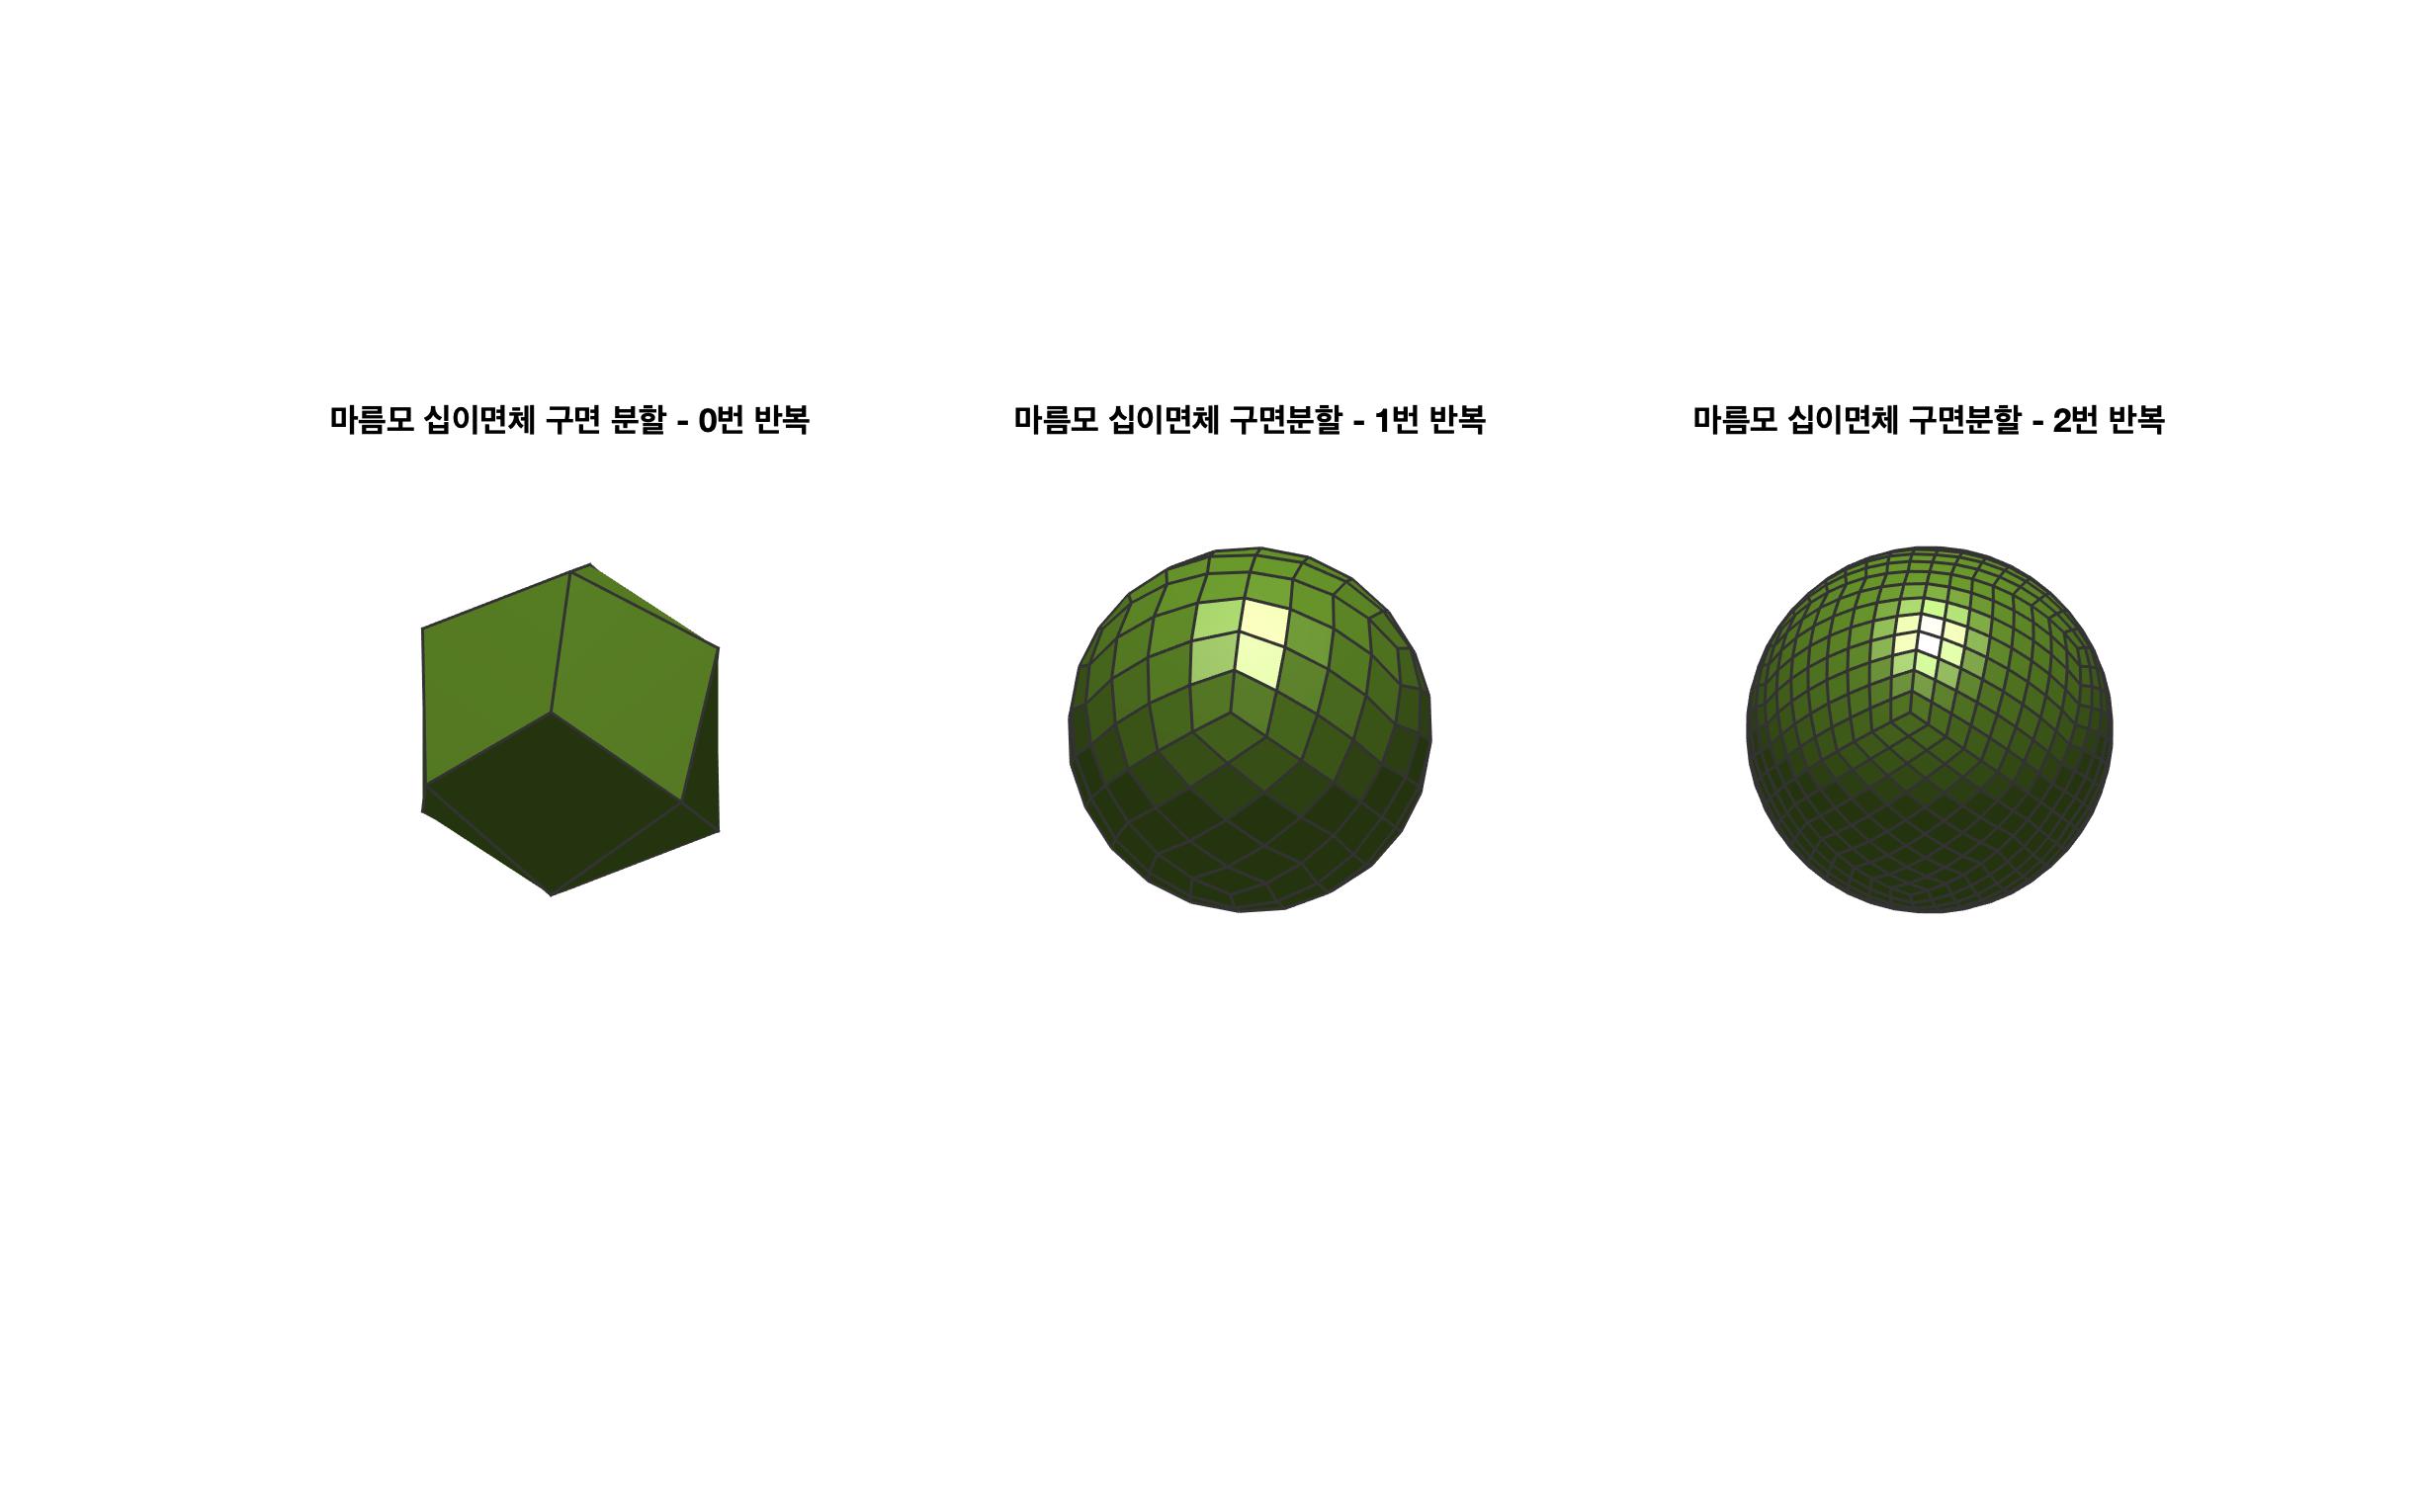 마름모 십이면체 구면 분할 - 0번 반복
마름모 십이면체 구면분할 - 1번 반복
마름모 십이면체 구면분할 - 2번 반복